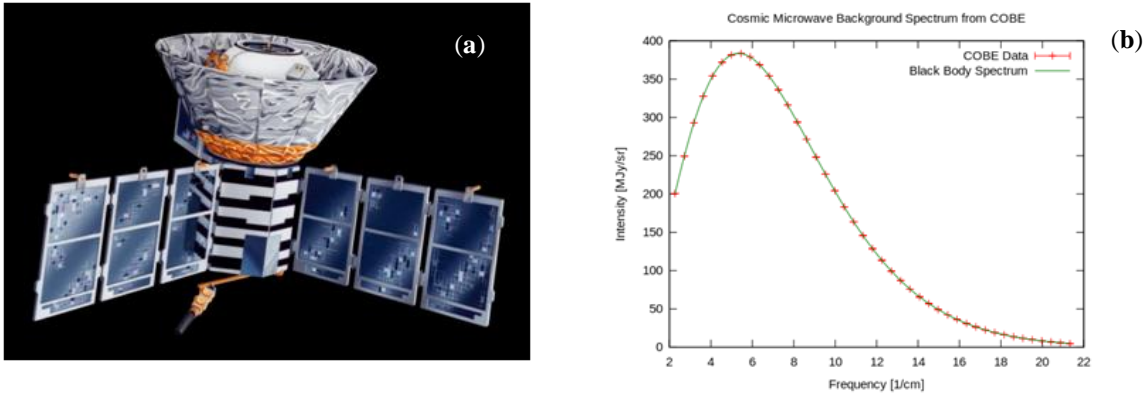 (a)
Cosmic Microwave Background Spectrum from COBE
(b)
400
350
300
250
200
150
100
50
0
Intensity [MJy/sr]
COBE Data
Black Body Spectrum
2 4 6 8 10 12 14 16 18 20 22
Frequency [1/cm]